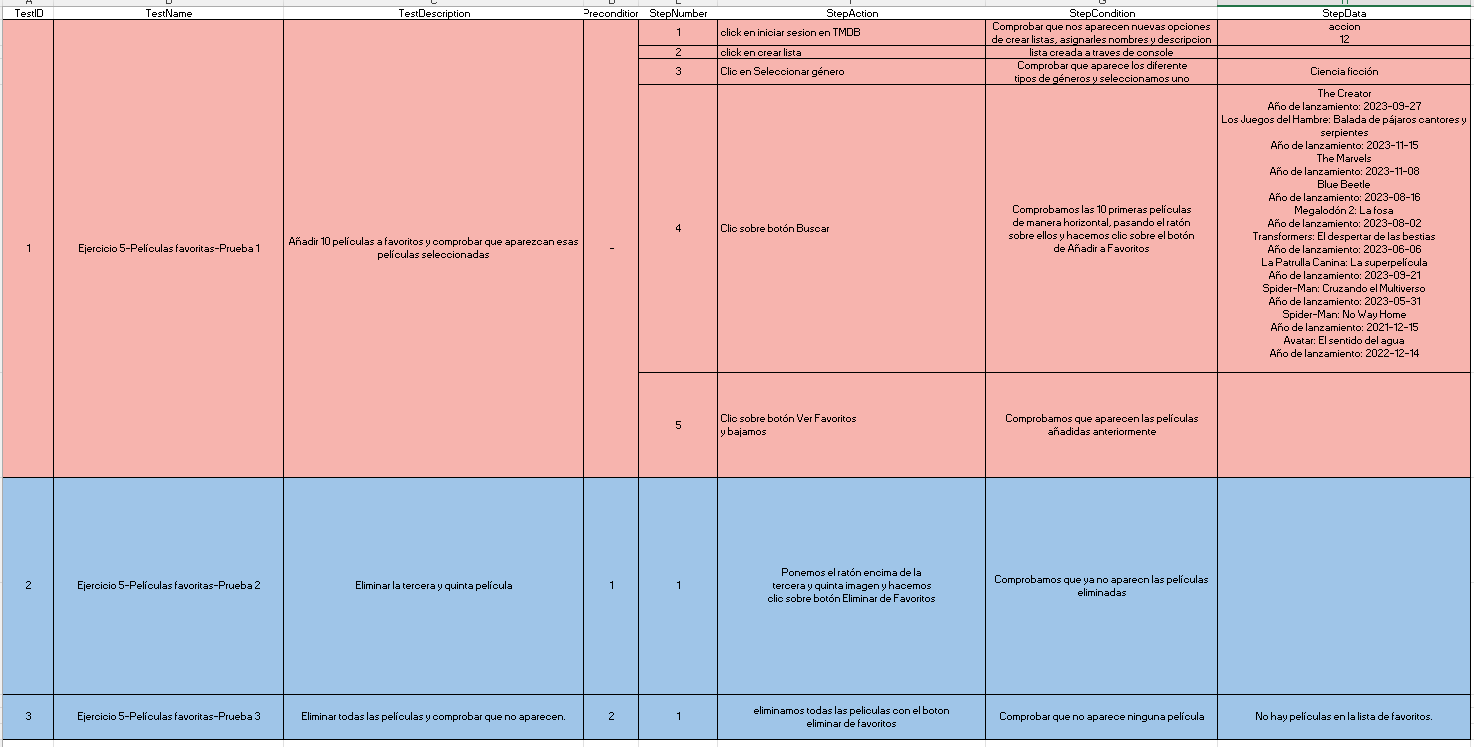 TestID TestName TestDescription Precondition StepNumber StepAction StepCondition StepData
1 Ejercicio 5-Películas favoritas-Prueba 1
Añadir 10 películas a favoritos y comprobar que aparezcan esas
películas seleccionadas
-
1 click en iniciar sesion en TMDB
Comprobar que nos aparecen nuevas opciones
de crear listas, asignarles nombres y descripcion
accion
12
2 click en crear lista
lista creada a traves de console
3 Clic en Seleccionar género
Comprobar que aparece los diferente
tipos de géneros y seleccionamos uno
Ciencia ficción
4 Clic sobre botón Buscar
Comprobamos las 10 primeras películas
de manera horizontal, pasando el ratón
sobre ellos y hacemos clic sobre el botón
de Añadir a Favoritos
The Creator
Año de lanzamiento: 2023-09-27
Los Juegos del Hambre: Balada de pájaros cantores y
serpientes
Año de lanzamiento: 2023-11-15
The Marvels
Año de lanzamiento: 2023-11-08
Blue Beetle
Año de lanzamiento: 2023-08-16
Megalodón 2: La fosa
Año de lanzamiento: 2023-08-02
Transformers: El despertar de las bestias
Año de lanzamiento: 2023-06-06
La Patrulla Canina: La superpelícula
Año de lanzamiento: 2023-09-21
Spider-Man: Cruzando el Multiverso
Año de lanzamiento: 2023-05-31
Spider-Man: No Way Home
Año de lanzamiento: 2021-12-15
Avatar: El sentido del agua
Año de lanzamiento: 2022-12-14
5 Clic sobre botón Ver Favoritos
y bajamos
Comprobamos que aparecen las películas
añadidas anteriormente
2 Ejercicio 5-Películas favoritas-Prueba 2
Eliminar la tercera y quinta película
1
1
Ponemos el ratón encima de la
tercera y quinta imagen y hacemos
clic sobre botón Eliminar de Favoritos
Comprobamos que ya no aparecn las películas
eliminadas
3 Ejercicio 5-Películas favoritas-Prueba 3
Eliminar todas las películas y comprobar que no aparecen.
2
1
eliminamos todas las peliculas con el boton
eliminar de favoritos
Comprobar que no aparece ninguna película
No hay películas en la lista de favoritos.